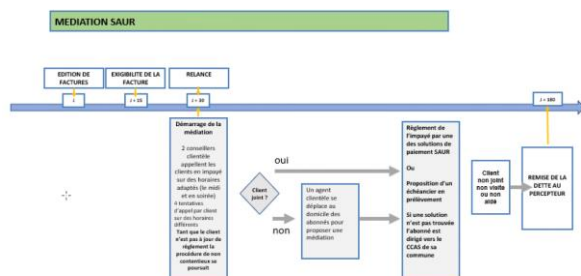 MEDIATION SAUR
EDITION DE
FACTURES
EXIGIBILITE DE LA
FACTURE
RELANCE
J
J + 15
J + 30
J + 180
Démarrage de la
médiation
2 conseillers
clientèle
appellent les
clients en impayé
sur des horaires
adaptés (le midi
et en soirée)
4 tentatives
d'appel par client
sur des horaires
différents
Tant que le client
n'est pas à jour de
règlement la
procédure de non
contentieux se
poursuit
Client
joint ?
oui
non
Un agent
clientèle se
déplace au
domicile des
abonnés pour
proposer une
médiation
Règlement de
l'impayé par une
des solutions de
paiement SAUR
Ou
Proposition d'un
échéancier en
prélèvement
Si une solution
n'est pas trouvée
l'abonné est
dirigé vers le
CCAS de sa
commune
Client
non joint
non visité
ou non
aidé
REMISE DE LA
DETTE AU
PERCEPTEUR